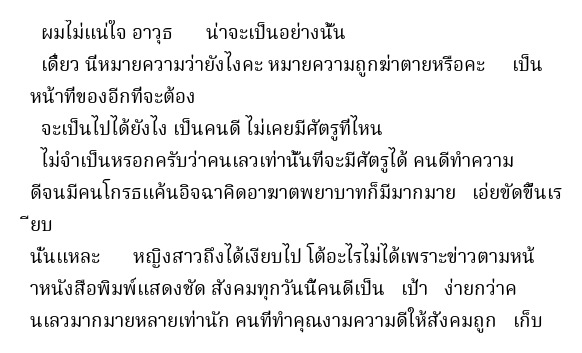 ผมไม่แน่ใจ อาวุธ น่าจะเป็นอย่างนั้น
เดี๋ยว นี่หมายความว่ายังไงคะ หมายความถูกฆ่าตายหรือคะ เป็น
หน้าที่ของอีกที่จะต้อง
จะเป็นไปได้ยังไง เป็นคนดี ไม่เคยมีศัตรูที่ไหน
ไม่จำเป็นหรอกครับว่าคนเลวเท่านั้นที่จะมีศัตรูได้ คนดีทำความ
ดีจนมีคนโกรธแค้นอิจฉาคิดอาฆาตพยาบาทก็มีมากมาย เอ่ยขัดขึ้นเร
ียบ
นั่นแหละ หญิงสาวถึงได้เงียบไป โต้อะไรไม่ได้เพราะข่าวตามหน้
าหนังสือพิมพ์แสดงชัด สังคมทุกวันนี้คนดีเป็น เป้า ง่ายกว่าค
นเลวมากมายหลายเท่านัก คนที่ทำคุณงามความดีให้สังคมถูก เก็บ